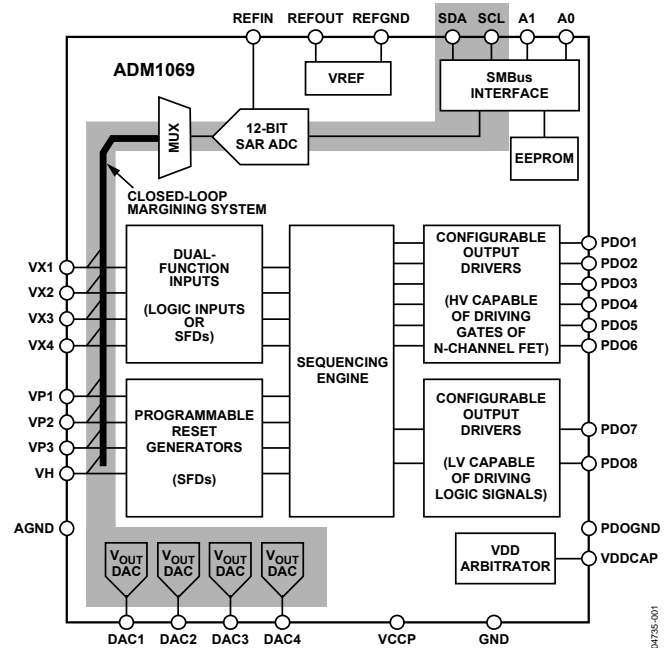 REFIN REFOUT REFGND SDA SCL A1 A0
ADM1069
VREF
SMBus
INTERFACE
MUX
12-BIT
SAR ADC
EEPROM
CLOSED-LOOP
MARGINING SYSTEM
VX1
VX2
VX3
VX4
DUAL-
FUNCTION
INPUTS
(LOGIC INPUTS
OR
SFDs)
SEQUENCING
ENGINE
CONFIGURABLE
OUTPUT
DRIVERS
(HV CAPABLE
OF DRIVING
GATES OF
N-CHANNEL FET)
PDO1
PDO2
PDO3
PDO4
PDO5
PDO6
VP1
VP2
VP3
VH
PROGRAMMABLE
RESET
GENERATORS
(SFDs)
CONFIGURABLE
OUTPUT
DRIVERS
(LV CAPABLE
OF DRIVING
LOGIC SIGNALS)
PDO7
PDO8
AGND
PDOGND
VOUT
DAC
VOUT
DAC
VOUT
DAC
VOUT
DAC
VDD
ARBITRATOR
VDDCAP
DAC1 DAC2 DAC3 DAC4 VCCP GND
04735-001